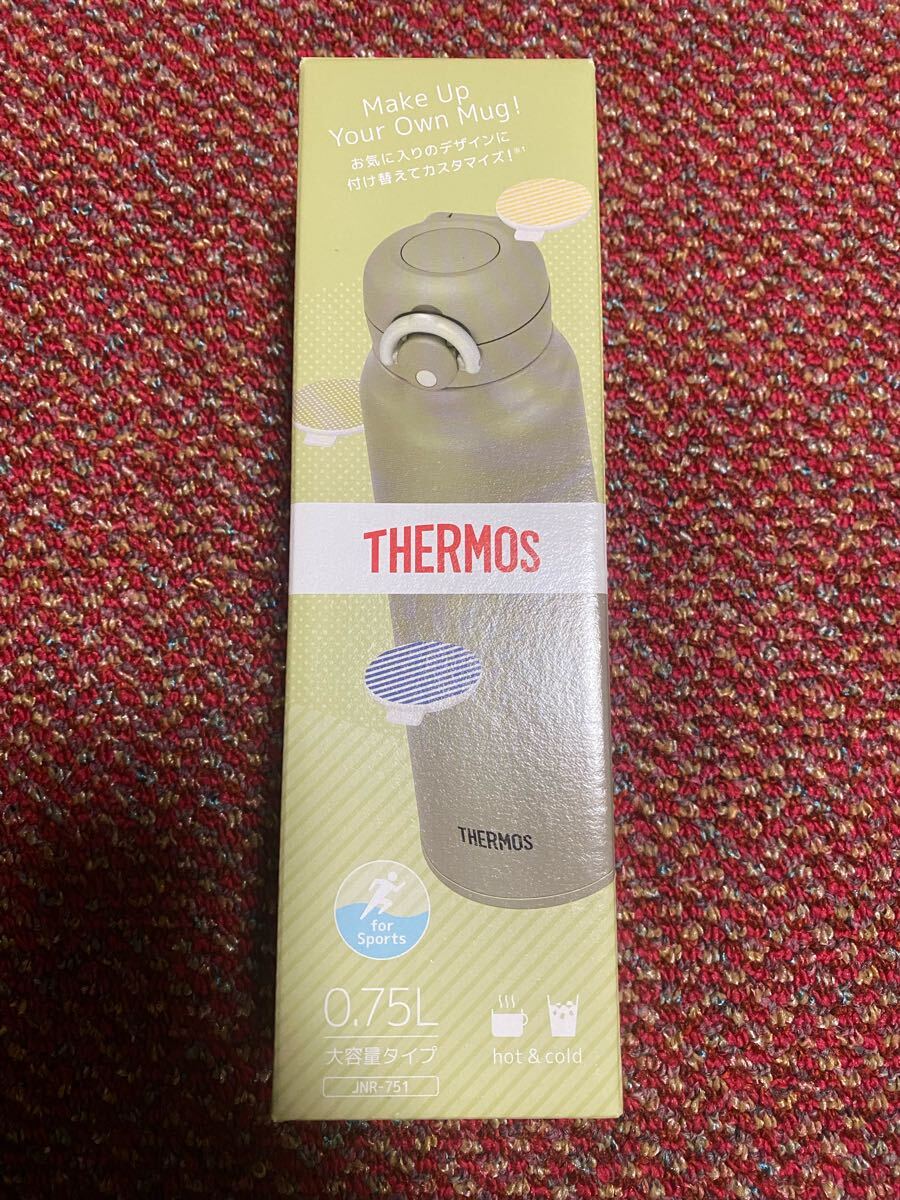 Make Up
Your Own Mug!
お気に入りのデザインに
付け替えてカスタマイズ!※1
THERMOS
THERMOS
for
Sports
0.75L
大容量タイプ
JNR-751
hot & cold